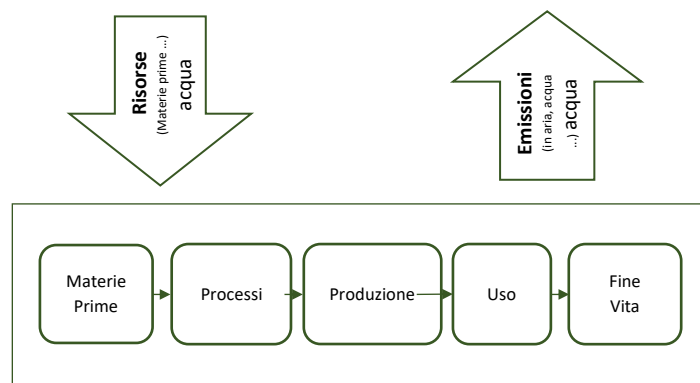 Risorse
(Materie prime ...)
acqua
Emissioni
(in aria, acqua
...) acqua
Materie
Prime
Processi
Produzione
Uso
Fine
Vita